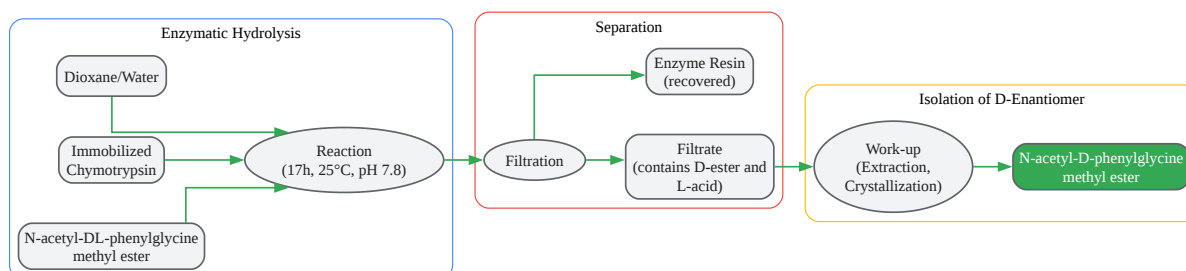 Enzymatic Hydrolysis
Dioxane/Water
Immobilized
Chymotrypsin
N-acetyl-DL-phenylglycine
methyl ester
Reaction
(17h, 25°C, pH 7.8)
Separation
Filtration
Enzyme Resin
(recovered)
Filtrate
(contains D-ester and
L-acid)
Isolation of D-Enantiomer
Work-up
(Extraction,
Crystallization)
N-acetyl-D-phenylglycine
methyl ester